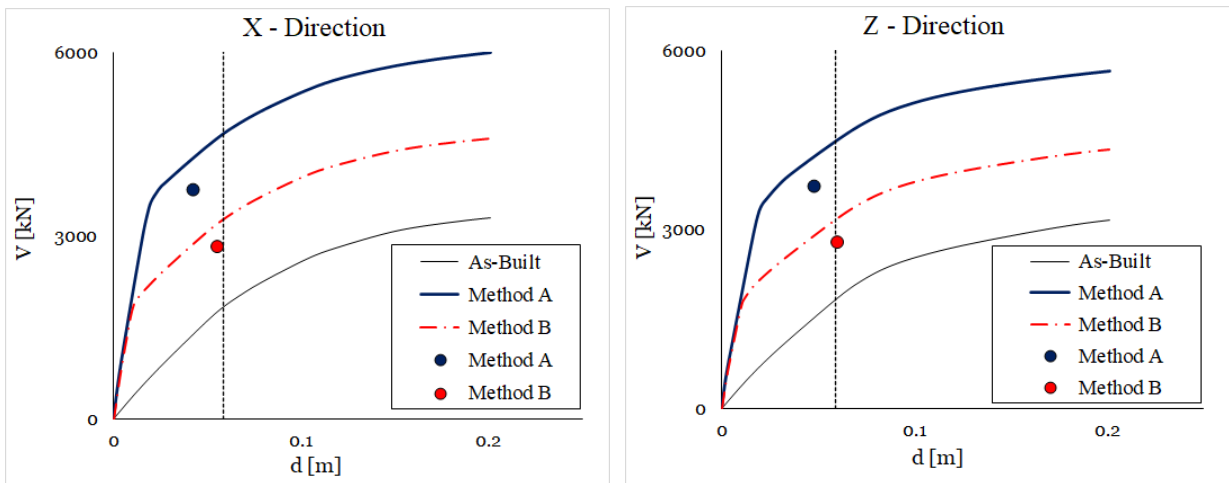 X - Direction
6000
3000
0
V [kN]
0
0.1
0.2
d [m]
As-Built
Method A
Method B
Method A
Method B
Z - Direction
6000
3000
0
V [kN]
0
0.1
0.2
d [m]
As-Built
Method A
Method B
Method A
Method B